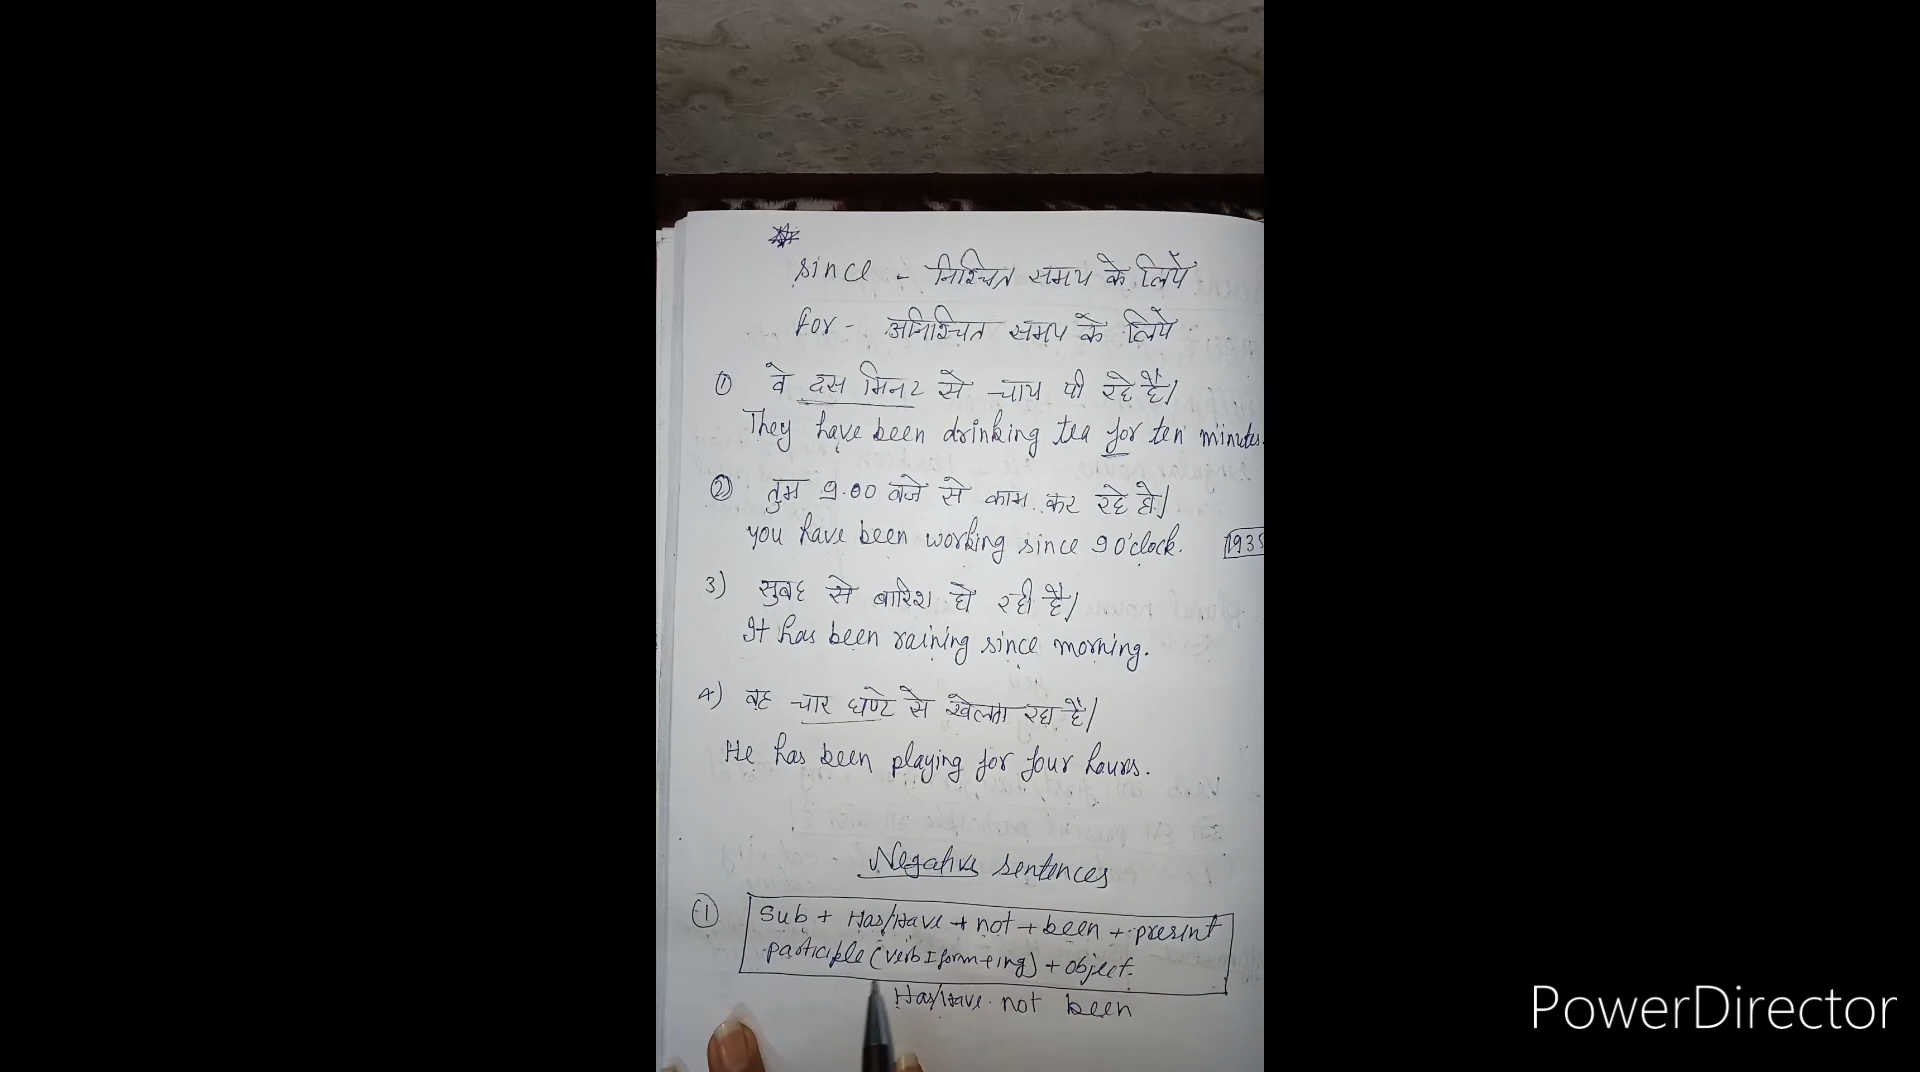 since - निश्चित समय के लिये
for - अनिश्चित समय के लिये
① वे दस मिनट से चाय पी रहे है।
They have been drinking tea for ten minutes.
② तुम 9.00 बजे से काम कर रहे हो।
you have been working since 9 o'clock.
1935
3) सुबह से बारिश हो रही है।
It has been raining since morning.
4) वह चार घण्टे से खेलता रहा है।
He has been playing for four hours.
Negative sentences
① Sub + Has/Have + not + been + present
participle (verb I form + ing) + object.
Has/Have not been
PowerDirector